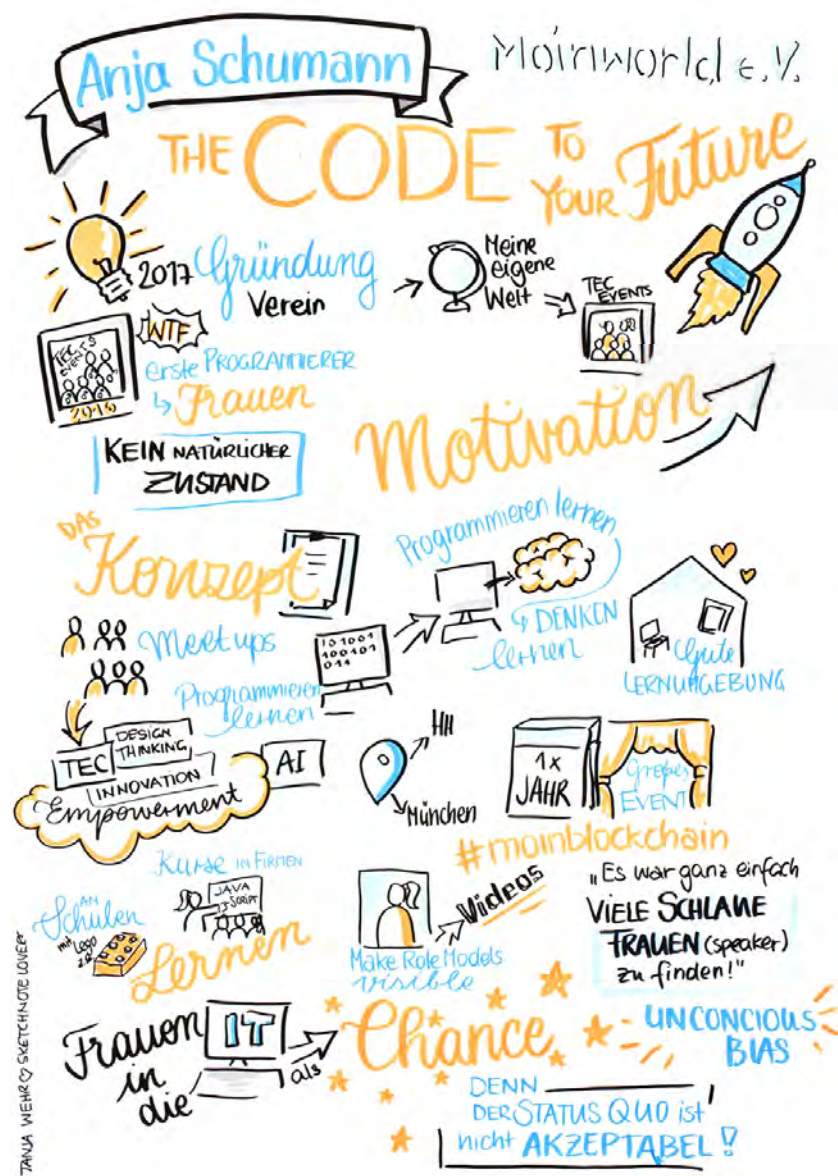 Anja Schumann
Moinworld e.V.
THE CODE TO
YOUR Future
2017 Gründung
Verein
Meine
eigene
Welt
TEC
EVENTS
TEC
EVENTS
2016
WTF
erste PROGRAMMIERER
↳ Frauen
KEIN NATÜRLICHER
ZUSTAND
Motivation
DAS
Konzept
Meetups
Programmieren
lernen
101001
100101
011
Programmieren lernen
↳ DENKEN
lernen
Gute
LERNUMGEBUNG
TEC
DESIGN
THINKING
INNOVATION
AI
Empowerment
HH
München
1x
JAHR
Großes
EVENT
#moinblockchain
Kurse IN FIRMEN
JAVA
SCRIPT
AN
Schulen
mit Lego
z.B.
Lernen
Make Role Models
visible
Videos
„Es war ganz einfach
VIELE SCHLAUE
FRAUEN (speaker)
zu finden!"
Frauen
in
die
IT
als
Chance
UNCONCIOUS
BIAS
DENN
DER STATUS QUO ist
nicht AKZEPTABEL!
TANJA WEHR ♡ SKETCHNOTELOVERS